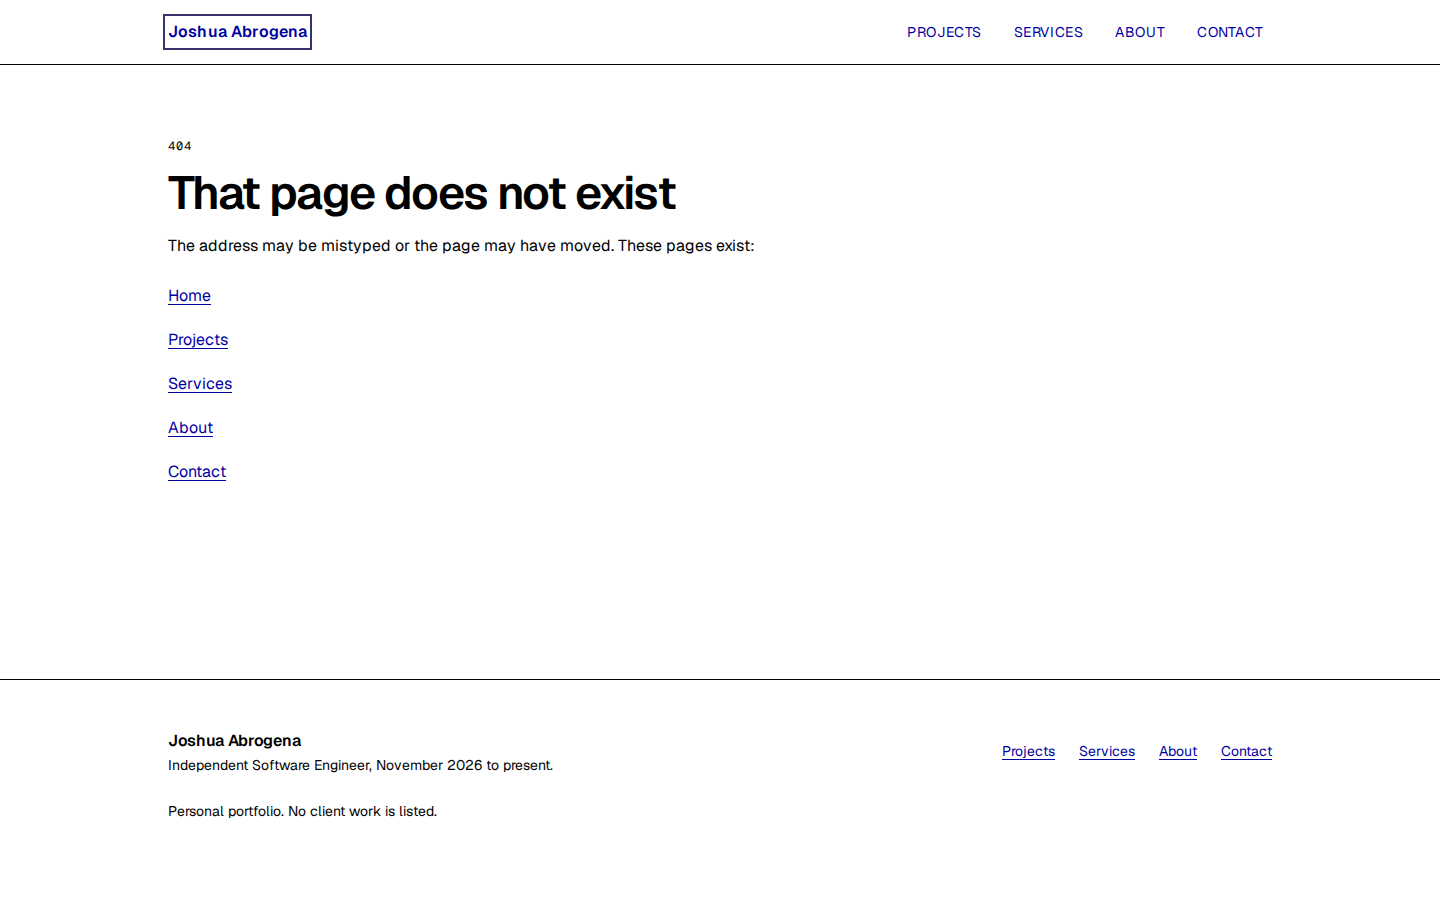 Joshua Abrogena
PROJECTS SERVICES ABOUT CONTACT
404
That page does not exist
The address may be mistyped or the page may have moved. These pages exist:
Home
Projects
Services
About
Contact
Joshua Abrogena
Independent Software Engineer, November 2026 to present.
Personal portfolio. No client work is listed.
Projects Services About Contact